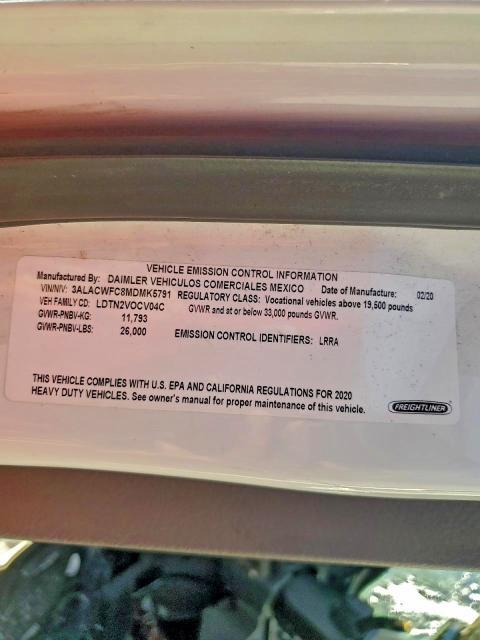 VEHICLE EMISSION CONTROL INFORMATION
Manufactured By: DAIMLER VEHICULOS COMERCIALES MEXICO Date of Manufacture: 02/20
VIN/NIV: 3ALACWFC8MDMK5791 REGULATORY CLASS: Vocational vehicles above 19,500 pounds
VEH FAMILY CD: LDTN2VOCV04C GVWR and at or below 33,000 pounds GVWR.
GVWR-PNBV-KG: 11,793
GVWR-PNBV-LBS: 26,000 EMISSION CONTROL IDENTIFIERS: LRRA
THIS VEHICLE COMPLIES WITH U.S. EPA AND CALIFORNIA REGULATIONS FOR 2020
HEAVY DUTY VEHICLES. See owner's manual for proper maintenance of this vehicle.
FREIGHTLINER